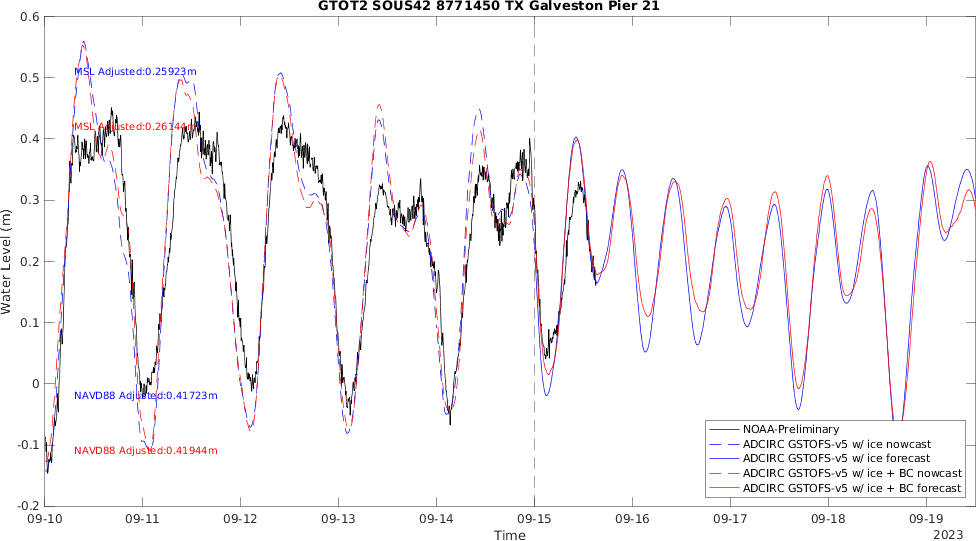 GTOT2 SOUS42 8771450 TX Galveston Pier 21
0.6
0.5
0.4
0.3
0.2
0.1
0
-0.1
-0.2
Water Level (m)
MSL Adjusted:0.25923m
MSL Adjusted:0.26144m
NAVD88 Adjusted:0.41723m
NAVD88 Adjusted:0.41944m
NOAA-Preliminary
ADCIRC GSTOFS-v5 w/ ice nowcast
ADCIRC GSTOFS-v5 w/ ice forecast
ADCIRC GSTOFS-v5 w/ ice + BC nowcast
ADCIRC GSTOFS-v5 w/ ice + BC forecast
09-10 09-11 09-12 09-13 09-14 09-15 09-16 09-17 09-18 09-19
Time
2023